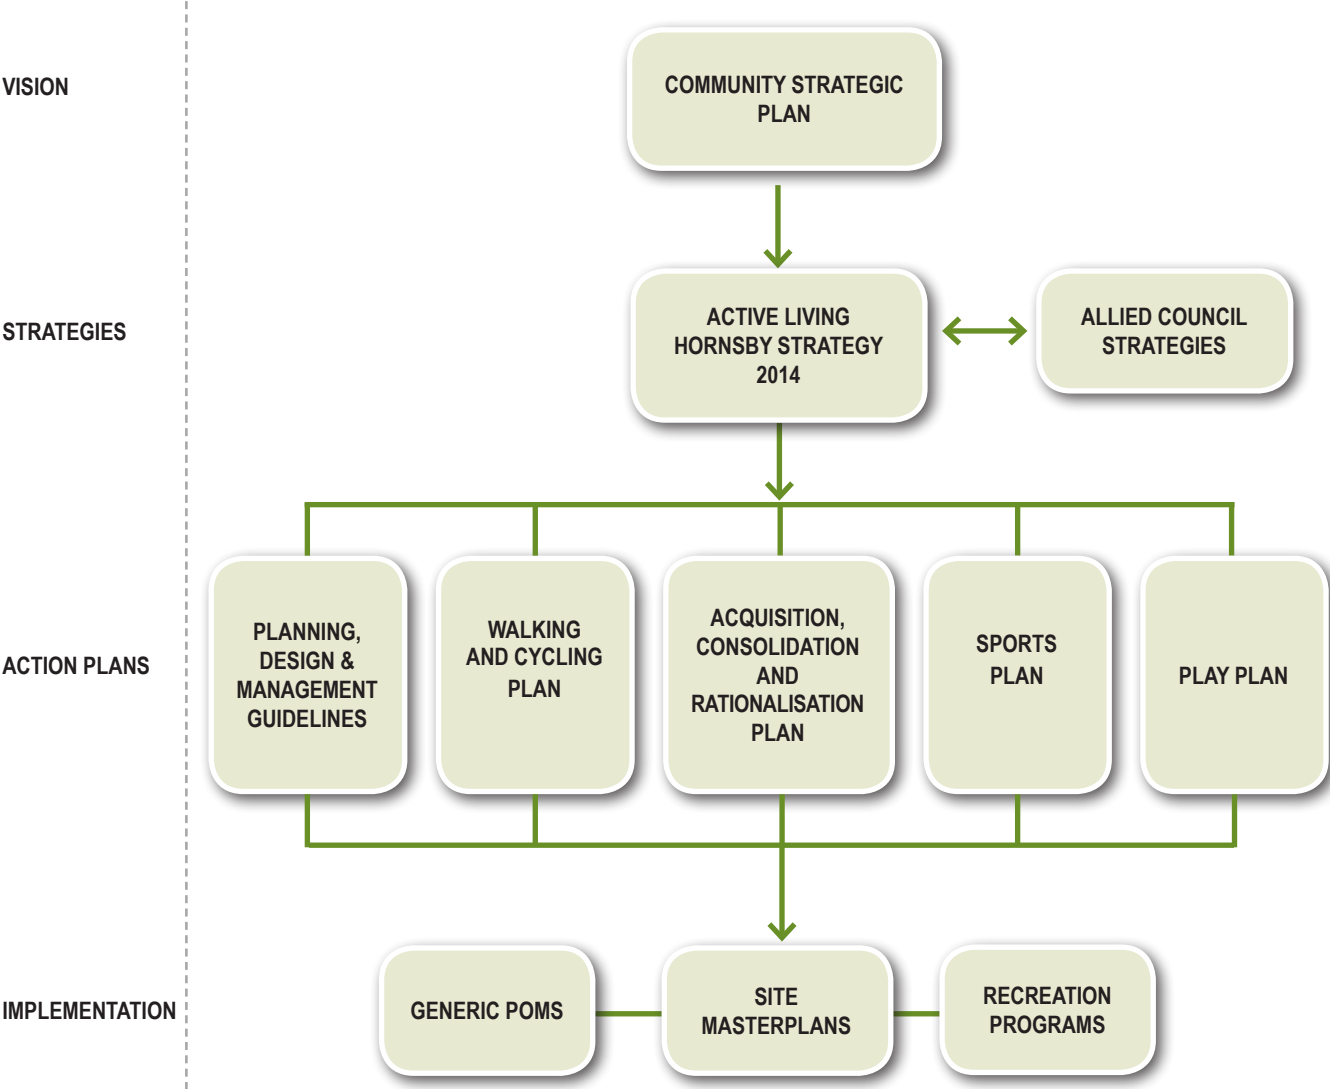 VISION
COMMUNITY STRATEGIC
PLAN
STRATEGIES
ACTIVE LIVING
HORNSBY STRATEGY
2014
ALLIED COUNCIL
STRATEGIES
ACTION PLANS
PLANNING,
DESIGN &
MANAGEMENT
GUIDELINES
WALKING
AND CYCLING
PLAN
ACQUISITION,
CONSOLIDATION
AND
RATIONALISATION
PLAN
SPORTS
PLAN
PLAY PLAN
IMPLEMENTATION
GENERIC POMS
SITE
MASTERPLANS
RECREATION
PROGRAMS